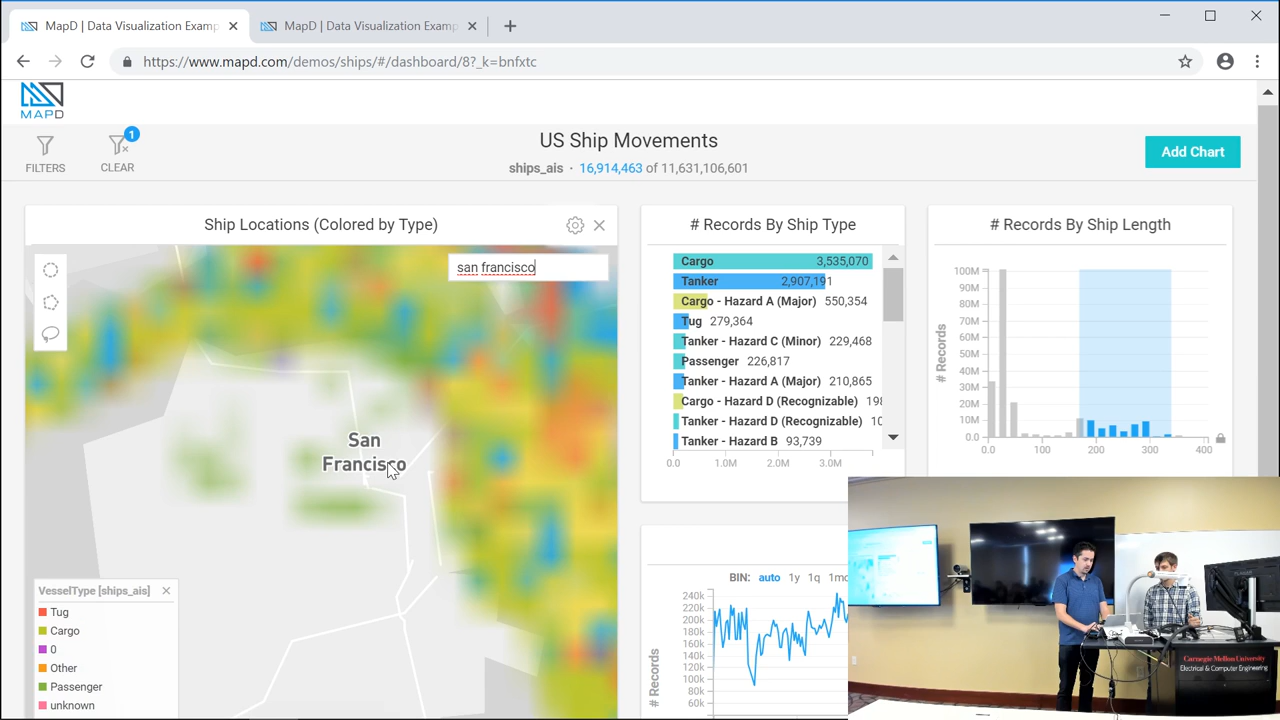 MapD | Data Visualization Examp
MapD | Data Visualization Examp
https://www.mapd.com/demos/ships/#/dashboard/8?_k=bnfxtc
MAPD
1
FILTERS
CLEAR
US Ship Movements
ships_ais · 16,914,463 of 11,631,106,601
Add Chart
Ship Locations (Colored by Type)
san francisco
San
Francisco
VesselType [ships_ais]
Tug
Cargo
0
Other
Passenger
unknown
# Records By Ship Type
Cargo 3,535,070
Tanker 2,907,191
Cargo - Hazard A (Major) 550,354
Tug 279,364
Tanker - Hazard C (Minor) 229,468
Passenger 226,817
Tanker - Hazard A (Major) 210,865
Cargo - Hazard D (Recognizable) 198
Tanker - Hazard D (Recognizable) 10
Tanker - Hazard B 93,739
0.0 1.0M 2.0M 3.0M
# Records By Ship Length
# Records
100M
90M
80M
70M
60M
50M
40M
30M
20M
10M
0.0
0.0 100 200 300 400
BIN: auto 1y 1q 1mo
# Records
240k
220k
200k
180k
160k
140k
120k
100k
80k
60k
Carnegie Mellon University
Electrical & Computer Engineering